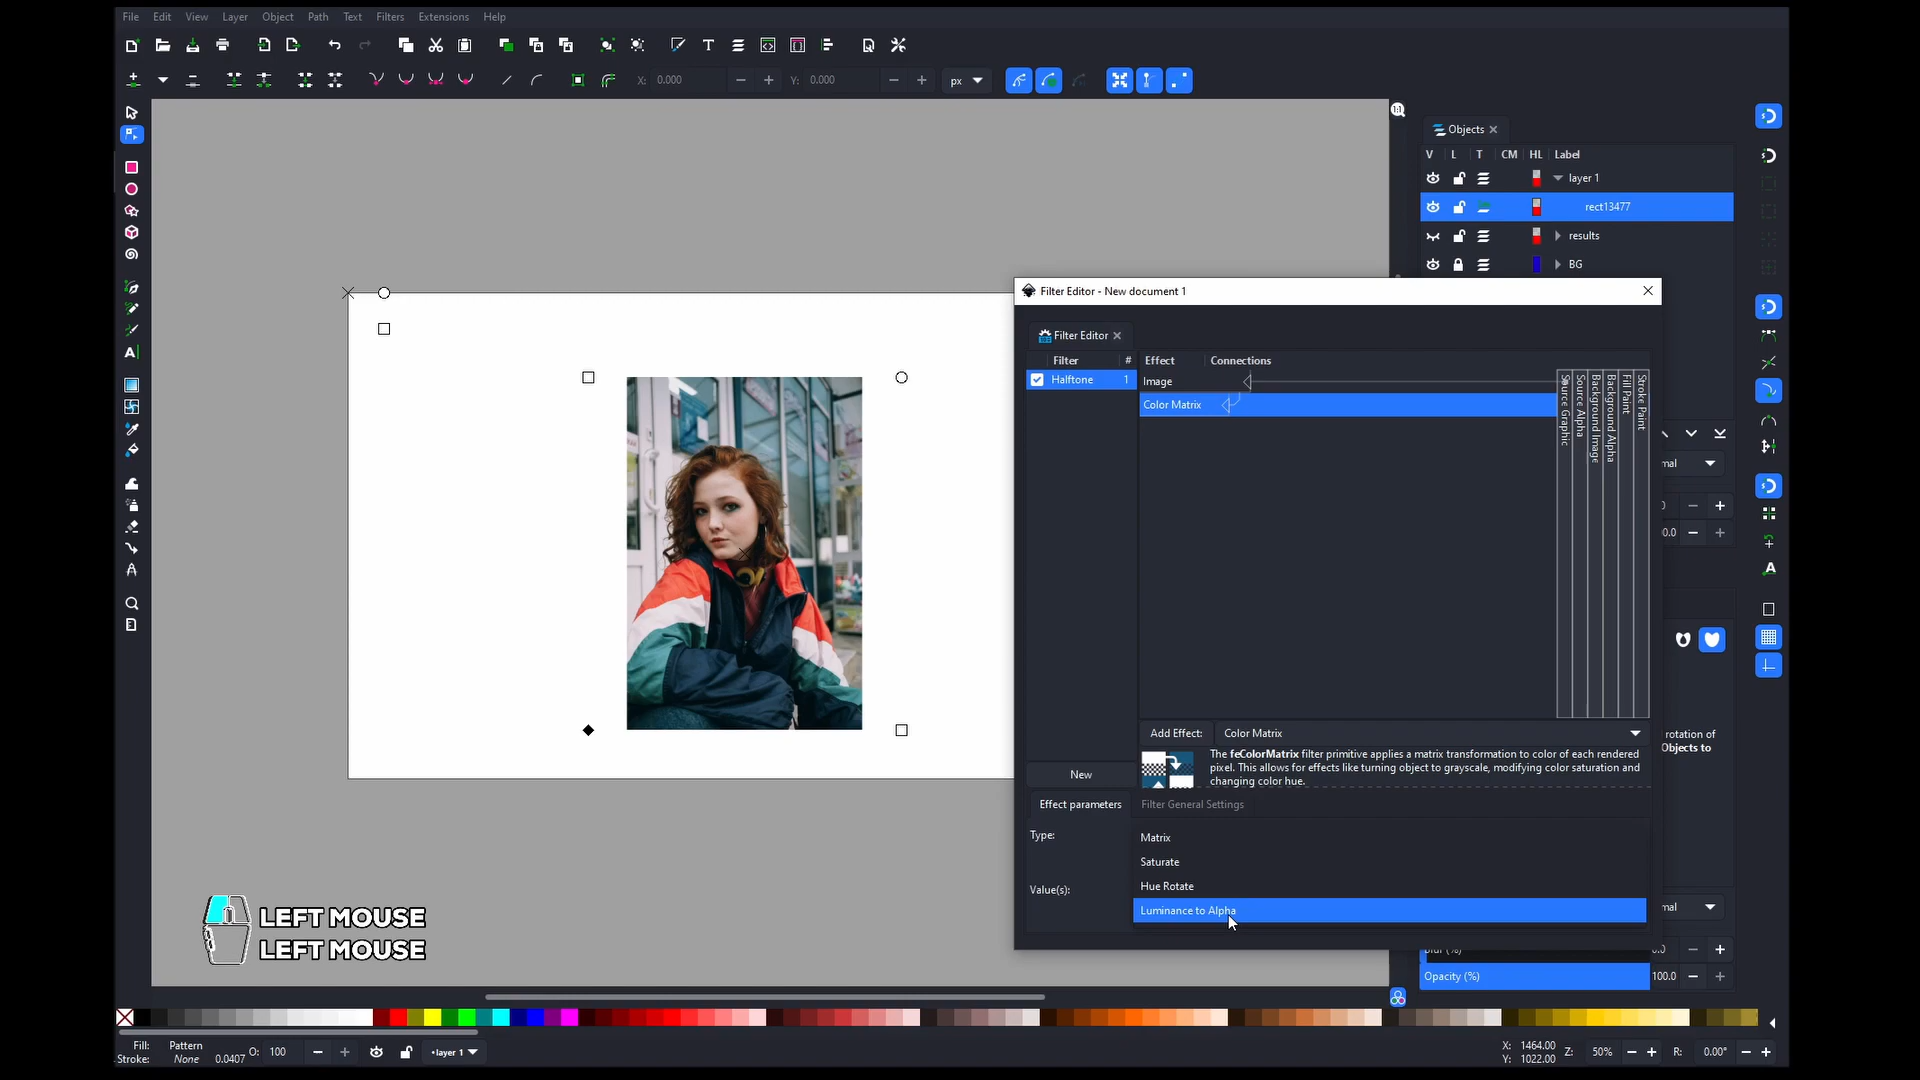 File Edit View Layer Object Path Text Filters Extensions Help
X: 0.000 Y: 0.000 px
Objects
V L T CM HL Label
layer 1
rect13477
results
BG
Filter Editor - New document 1
Filter Editor
Filter # Effect Connections
Halftone 1 Image
Color Matrix
Source Graphic
Source Alpha
Background Image
Background Alpha
Fill Paint
Stroke Paint
Add Effect: Color Matrix
The feColorMatrix filter primitive applies a matrix transformation to color of each rendered
pixel. This allows for effects like turning object to grayscale, modifying color saturation and
changing color hue.
New
Effect parameters Filter General Settings
Type:
Matrix
Saturate
Hue Rotate
Value(s):
Luminance to Alpha
rotation of
Objects to
Opacity (%) 100.0
LEFT MOUSE
LEFT MOUSE
Fill: Pattern
Stroke: None 0.0407 O: 100
•layer 1
X: 1464.00
Y: 1022.00
Z: 50% R: 0.00°